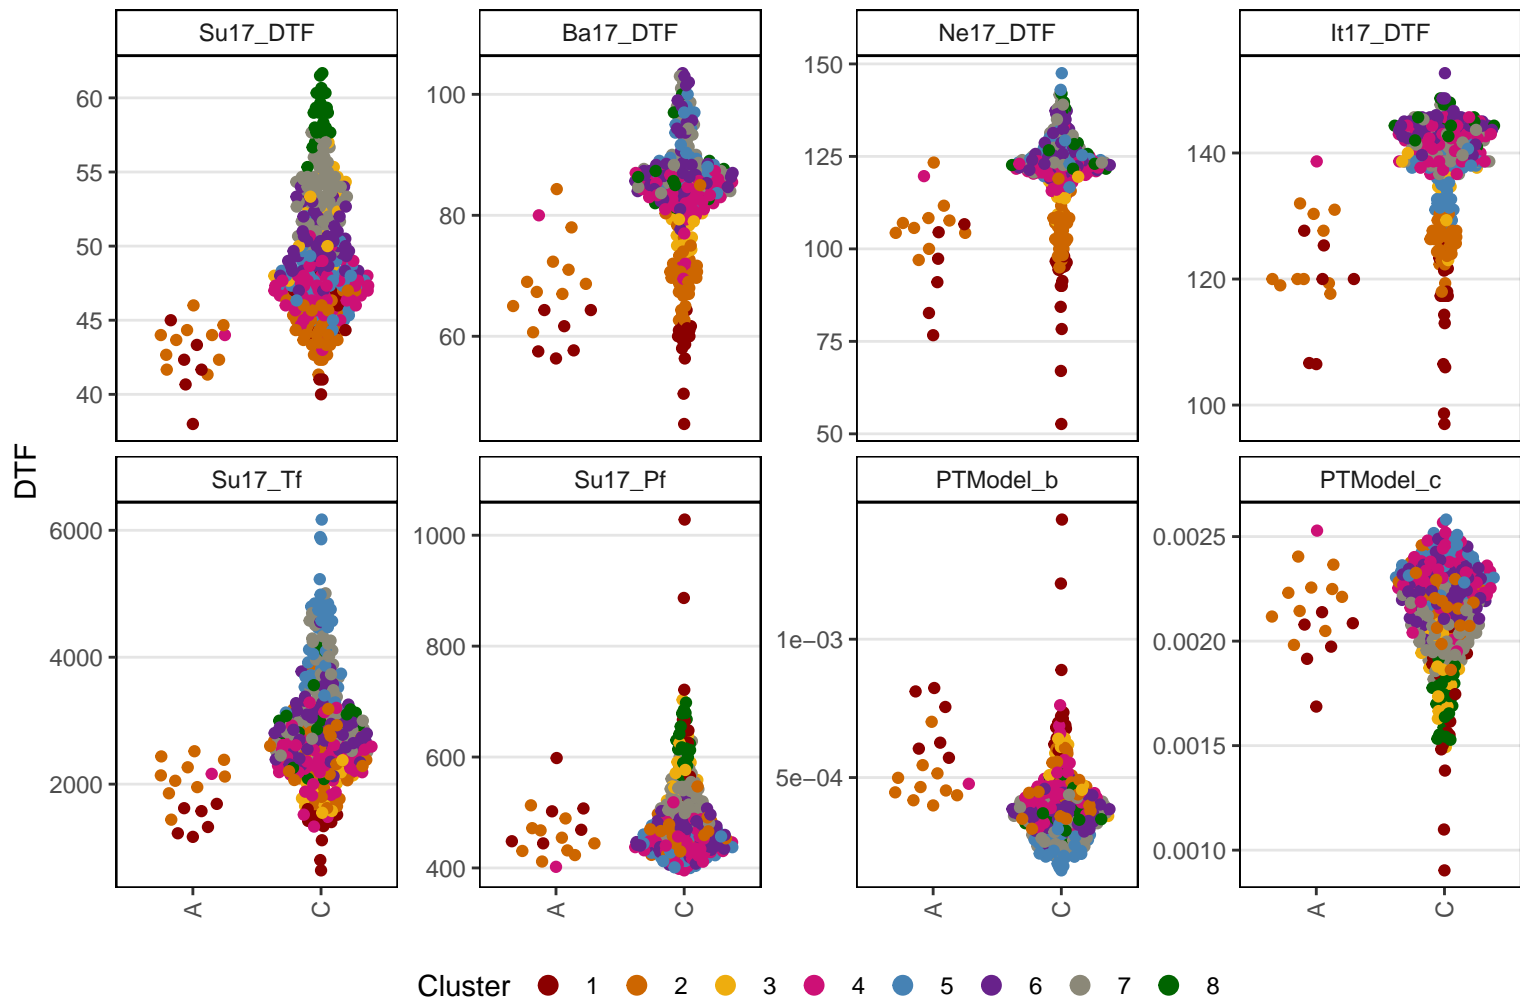 Su17_DTF Ba17_DTF Ne17_DTF It17_DTF
60 55 50 45 40
100 80 60
150 125 100 75 50
140 120 100
DTF
Su17_Tf Su17_Pf PTModel_b PTModel_c
6000 4000 2000
1000 800 600 400
1e−03 5e−04
0.0025 0.0020 0.0015 0.0010
A C A C A C A C
Cluster 1 2 3 4 5 6 7 8